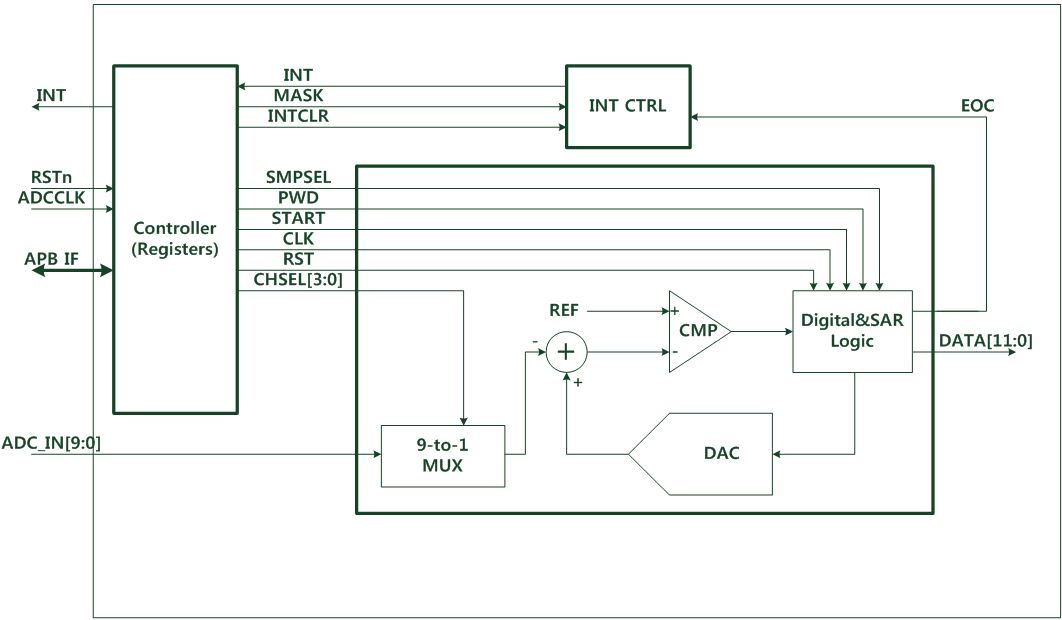 INT
INT
MASK
INTCLR
INT CTRL
EOC
RSTn
ADCCLK
APB IF
Controller
(Registers)
SMPSEL
PWD
START
CLK
RST
CHSEL[3:0]
REF
+
CMP
-
-
+
+
Digital&SAR
Logic
DATA[11:0]
ADC_IN[9:0]
9-to-1
MUX
DAC